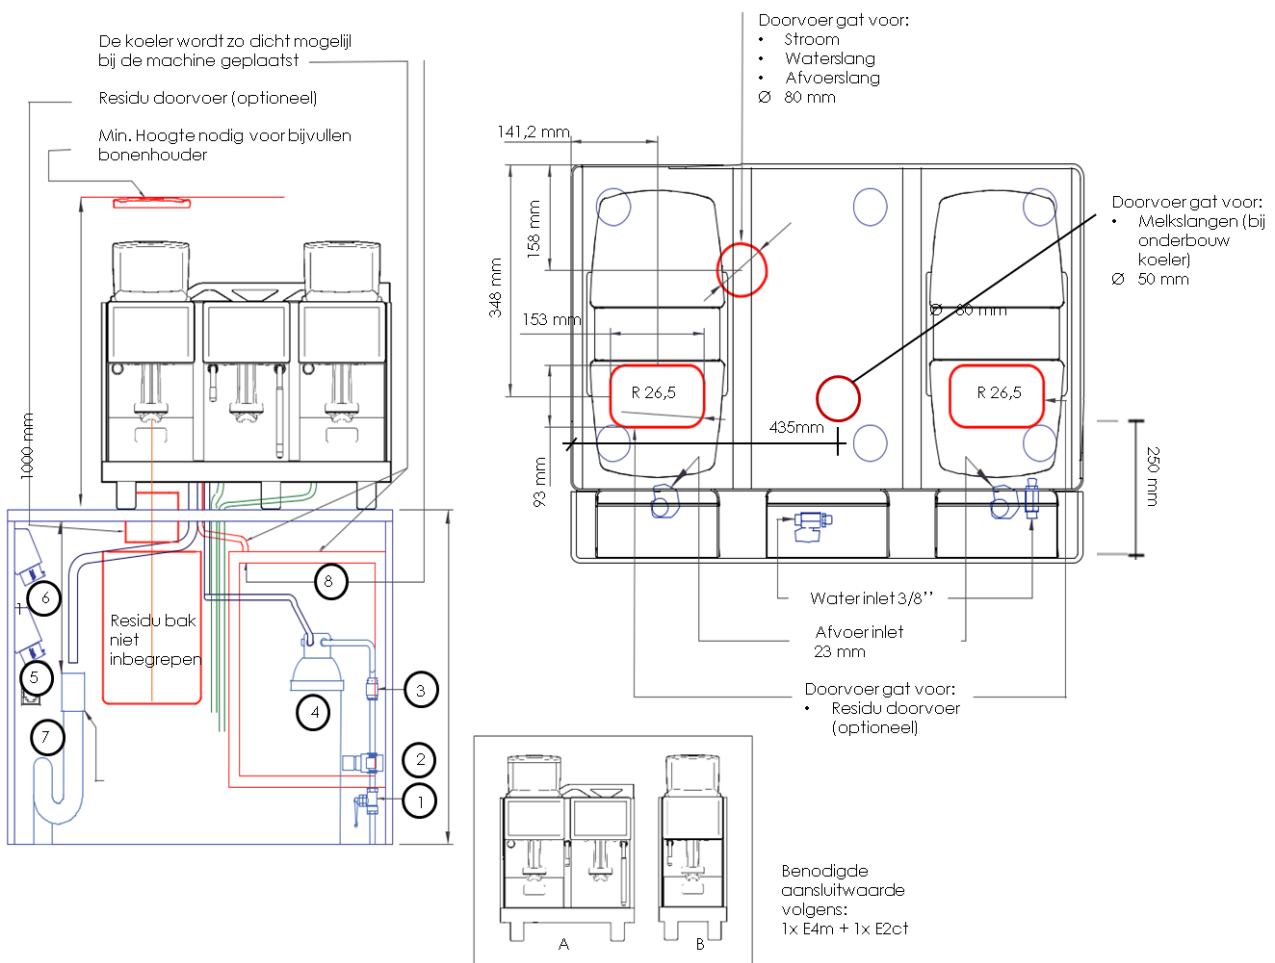 De koeler wordt zo dicht mogelijl
bij de machine geplaatst
Residu doorvoer (optioneel)
Min. Hoogte nodig voor bijvullen
bonenhouder
1000 mm
Residu bak
niet
inbegrepen
8
6
5
7
4
3
2
1
Doorvoer gat voor:
• Stroom
• Waterslang
• Afvoerslang
Ø 80 mm
141,2 mm
158 mm
348 mm
153 mm
93 mm
R 26,5
R 26,5
Ø 80 mm
435mm
250 mm
Doorvoer gat voor:
• Melkslangen (bij
onderbouw
koeler)
Ø 50 mm
Water inlet 3/8’’
Afvoer inlet
23 mm
Doorvoer gat voor:
• Residu doorvoer
(optioneel)
A
B
Benodigde
aansluitwaarde
volgens:
1x E4m + 1x E2ct